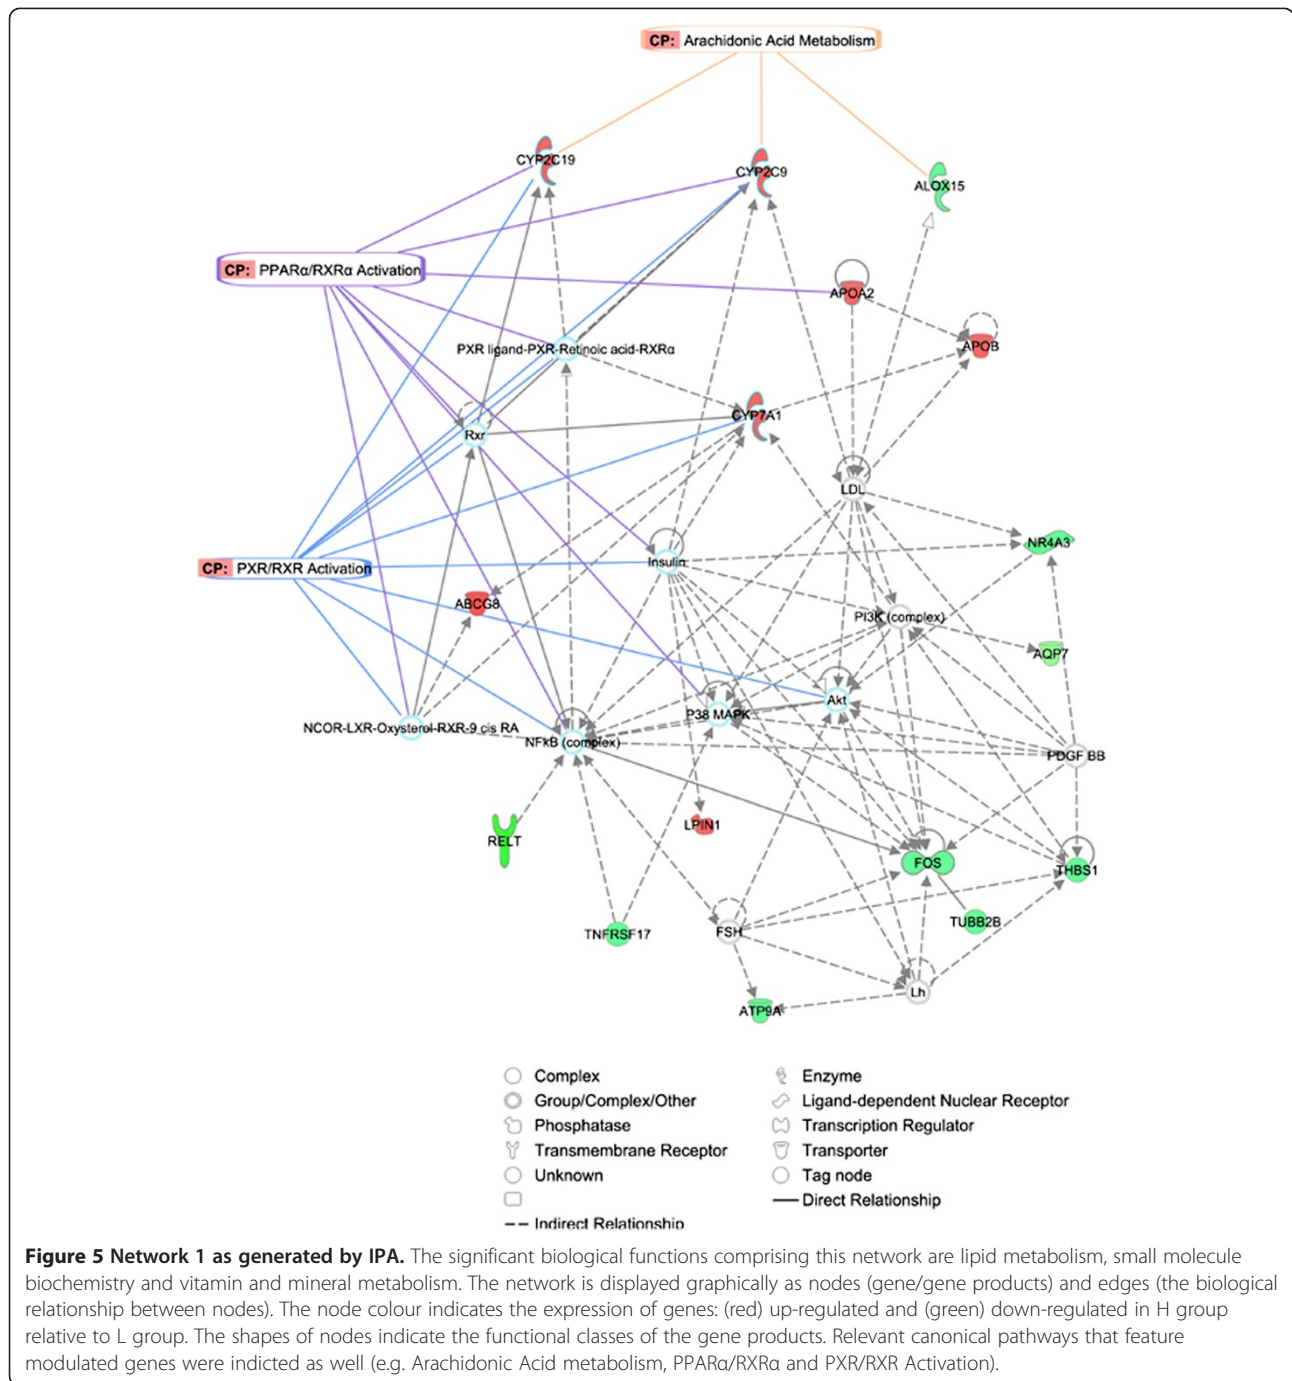 CP: Arachidonic Acid Metabolism
CYP2C19
CYP2C9
ALOX15
CP: PPARα/RXRα Activation
APOA2
APOB
PXR ligand-PXR-Retinoic acid-RXRα
CYP7A1
Rxr
LDL
NR4A3
Insulin
CP: PXR/RXR Activation
ABCG8
PI3K (complex)
AQP7
Akt
P38 MAPK
NCOR-LXR-Oxysterol-RXR-9 cis RA
NFkB (complex)
PDGF BB
LPIN1
RELT
FOS
THBS1
TUBB2B
TNFRSF17
FSH
Lh
ATP9A
Complex
Enzyme
Group/Complex/Other
Ligand-dependent Nuclear Receptor
Phosphatase
Transcription Regulator
Transmembrane Receptor
Transporter
Unknown
Tag node
Direct Relationship
Indirect Relationship
Figure 5 Network 1 as generated by IPA. The significant biological functions comprising this network are lipid metabolism, small molecule
biochemistry and vitamin and mineral metabolism. The network is displayed graphically as nodes (gene/gene products) and edges (the biological
relationship between nodes). The node colour indicates the expression of genes: (red) up-regulated and (green) down-regulated in H group
relative to L group. The shapes of nodes indicate the functional classes of the gene products. Relevant canonical pathways that feature
modulated genes were indicted as well (e.g. Arachidonic Acid metabolism, PPARα/RXRα and PXR/RXR Activation).